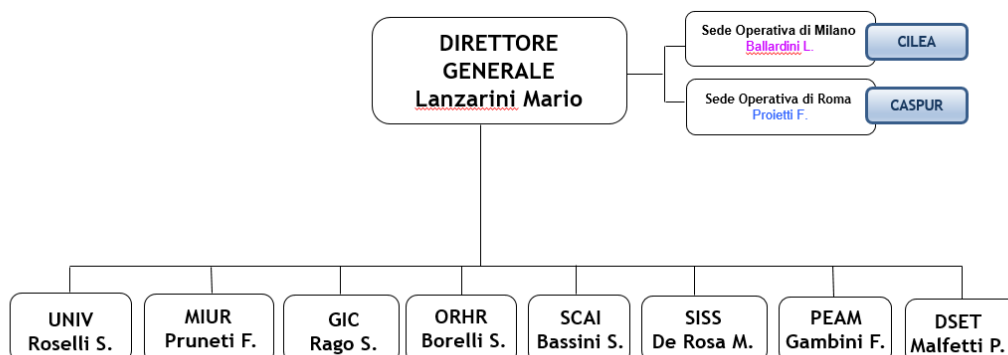 DIRETTORE
GENERALE
Lanzarini Mario
Sede Operativa di Milano
Ballardini L.
CILEA
Sede Operativa di Roma
Proietti F.
CASPUR
UNIV
Roselli S.
MIUR
Pruneti F.
GIC
Rago S.
ORHR
Borelli S.
SCAI
Bassini S.
SISS
De Rosa M.
PEAM
Gambini F.
DSET
Malfetti P.